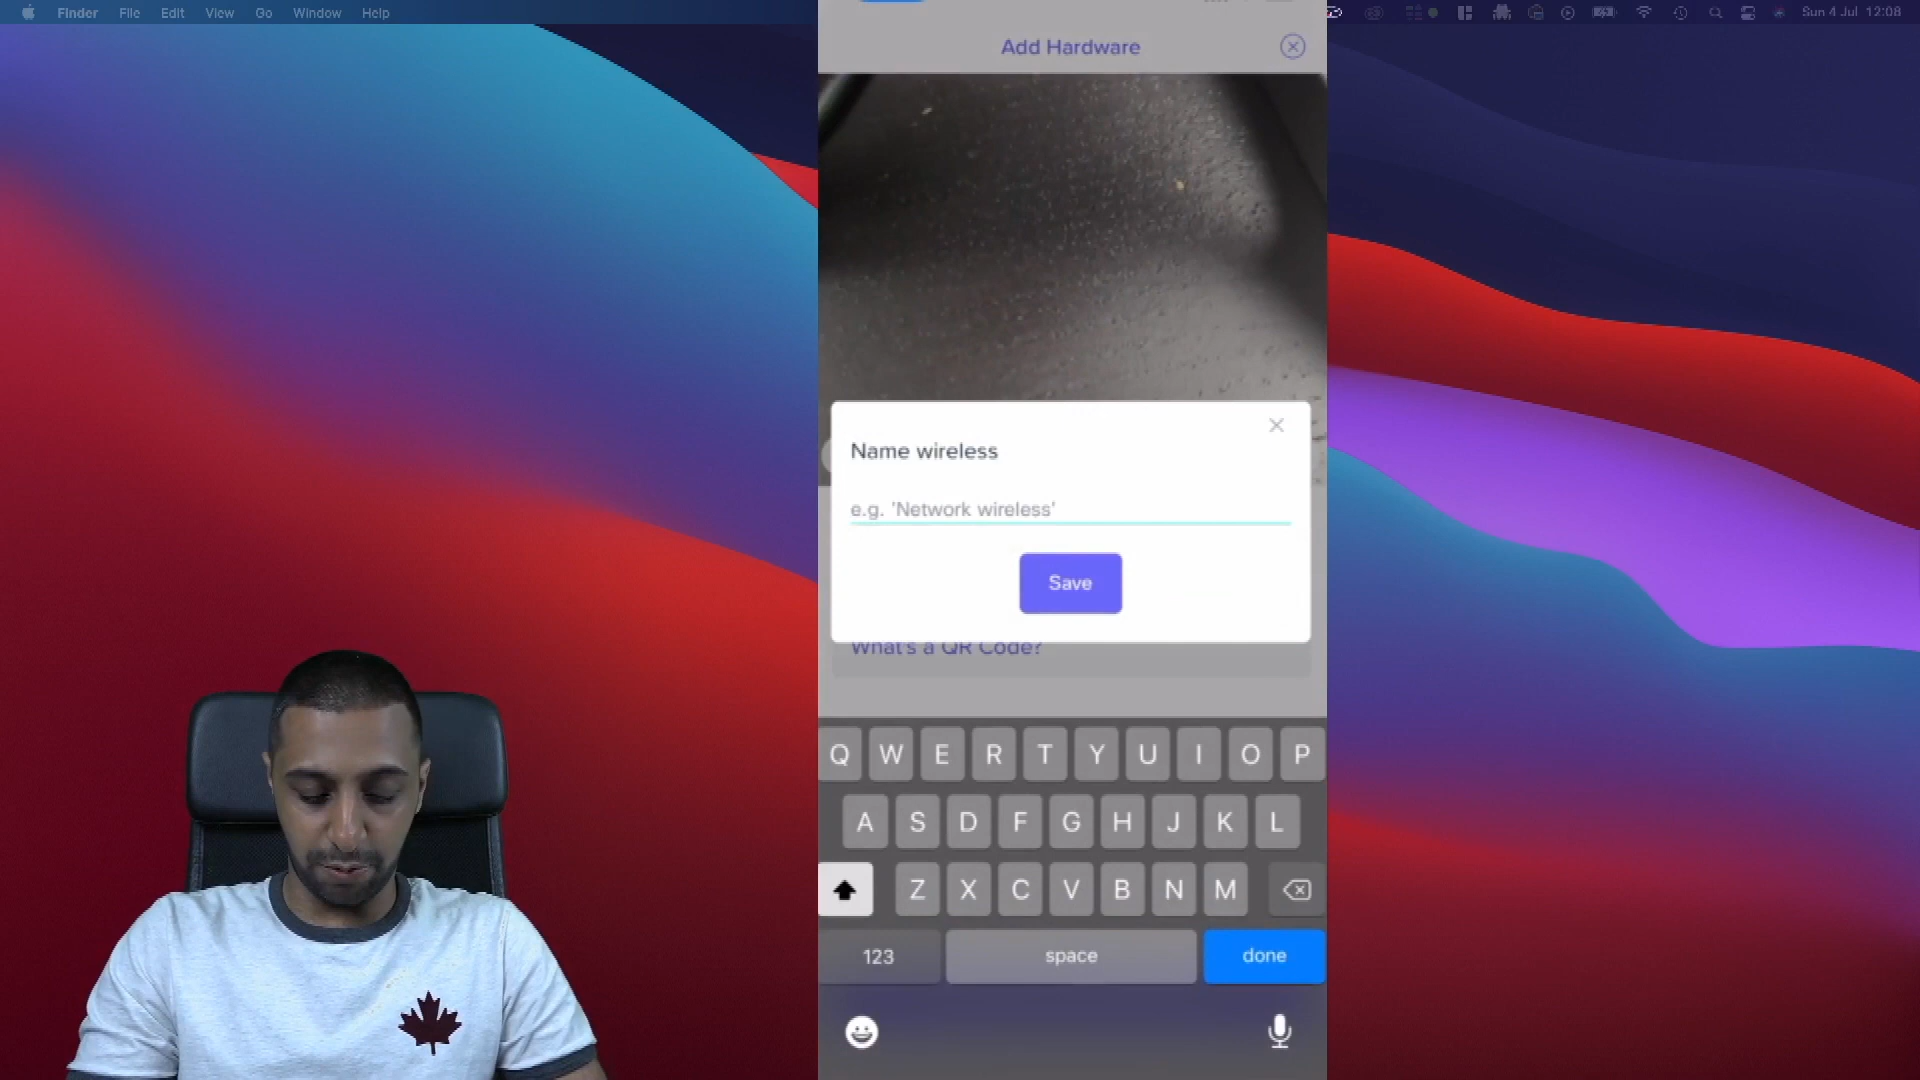 Finder File Edit View Go Window Help
Sun 4 Jul 12:08
Add Hardware
Name wireless
e.g. 'Network wireless'
Save
What's a QR Code?
Q W E R T Y U I O P
A S D F G H J K L
Z X C V B N M
123 space done